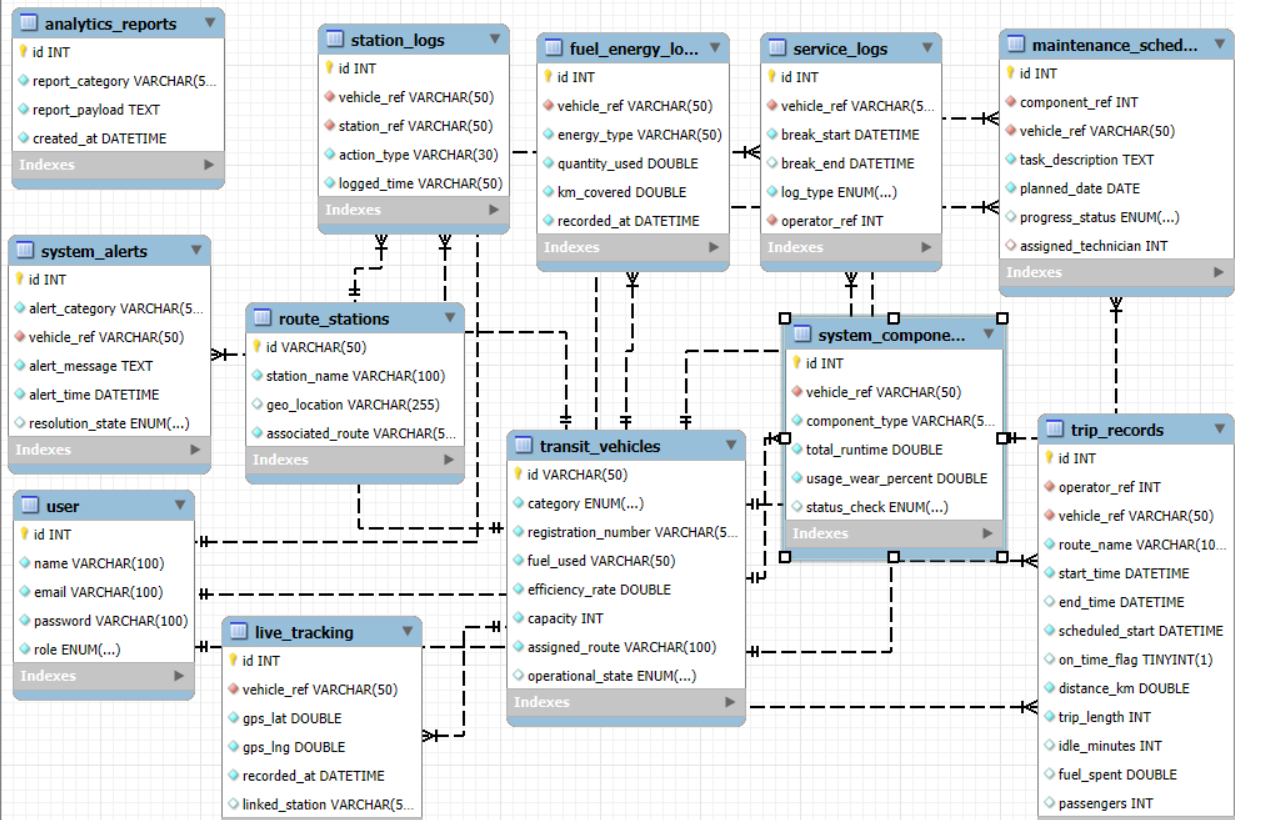 analytics_reports
id INT
report_category VARCHAR(5...
report_payload TEXT
created_at DATETIME
Indexes
station_logs
id INT
vehicle_ref VARCHAR(50)
station_ref VARCHAR(50)
action_type VARCHAR(30)
logged_time VARCHAR(50)
Indexes
fuel_energy_lo...
id INT
vehicle_ref VARCHAR(50)
energy_type VARCHAR(50)
quantity_used DOUBLE
km_covered DOUBLE
recorded_at DATETIME
Indexes
service_logs
id INT
vehicle_ref VARCHAR(5...
break_start DATETIME
break_end DATETIME
log_type ENUM(...)
operator_ref INT
Indexes
maintenance_sched...
id INT
component_ref INT
vehicle_ref VARCHAR(50)
task_description TEXT
planned_date DATE
progress_status ENUM(...)
assigned_technician INT
Indexes
system_alerts
id INT
alert_category VARCHAR(5...
vehicle_ref VARCHAR(50)
alert_message TEXT
alert_time DATETIME
resolution_state ENUM(...)
Indexes
route_stations
id VARCHAR(50)
station_name VARCHAR(100)
geo_location VARCHAR(255)
associated_route VARCHAR(5...
Indexes
system_compone...
id INT
vehicle_ref VARCHAR(50)
component_type VARCHAR(5...
total_runtime DOUBLE
usage_wear_percent DOUBLE
status_check ENUM(...)
Indexes
transit_vehicles
id VARCHAR(50)
category ENUM(...)
registration_number VARCHAR(5...
fuel_used VARCHAR(50)
efficiency_rate DOUBLE
capacity INT
assigned_route VARCHAR(100)
operational_state ENUM(...)
Indexes
trip_records
id INT
operator_ref INT
vehicle_ref VARCHAR(50)
route_name VARCHAR(10...
start_time DATETIME
end_time DATETIME
scheduled_start DATETIME
on_time_flag TINYINT(1)
distance_km DOUBLE
trip_length INT
idle_minutes INT
fuel_spent DOUBLE
passengers INT
user
id INT
name VARCHAR(100)
email VARCHAR(100)
password VARCHAR(100)
role ENUM(...)
Indexes
live_tracking
id INT
vehicle_ref VARCHAR(50)
gps_lat DOUBLE
gps_lng DOUBLE
recorded_at DATETIME
linked_station VARCHAR(5...